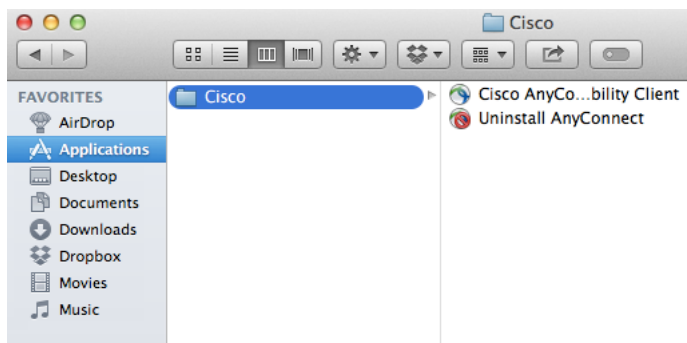 Cisco
FAVORITES
AirDrop
Applications
Desktop
Documents
Downloads
Dropbox
Movies
Music
Cisco
Cisco AnyCo...bility Client
Uninstall AnyConnect